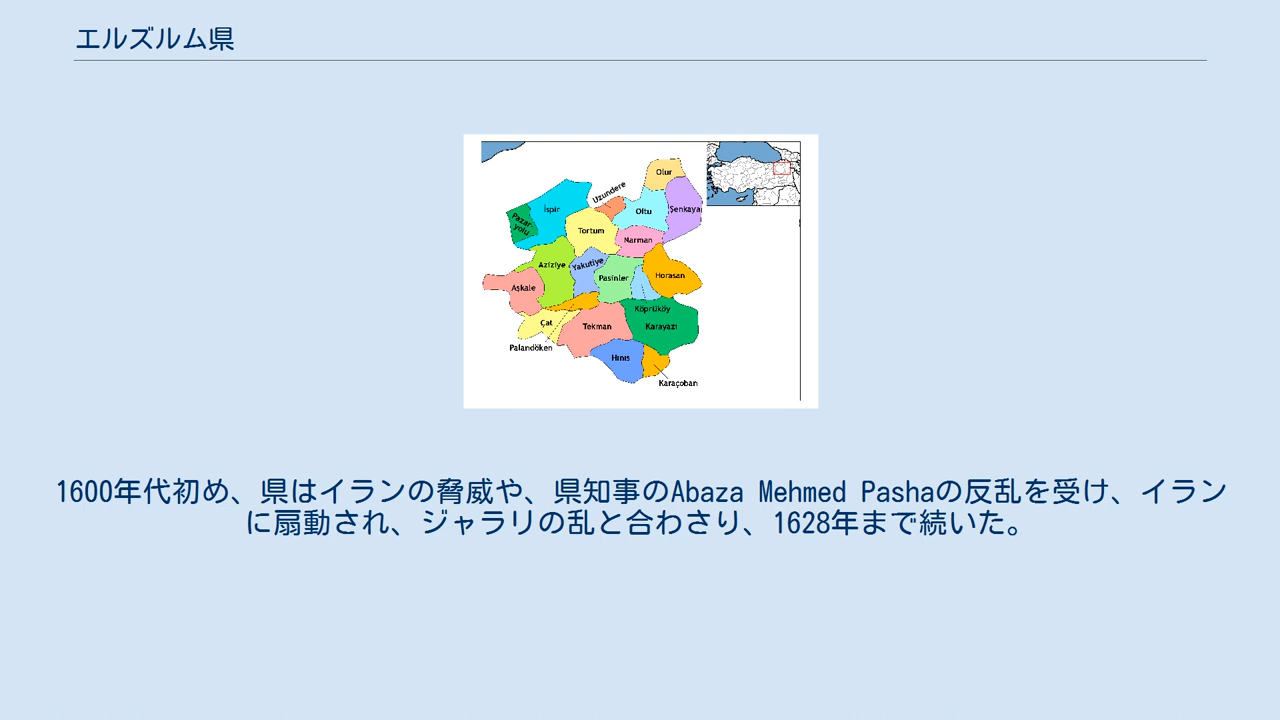 エルズルム県
Olur
Uzundere
İspir
Oltu
Şenkaya
Pazar-
yolu
Tortum
Narman
Aziziye
Yakutiye
Pasinler
Horasan
Aşkale
Köprüköy
Çat
Tekman
Karayazı
Palandöken
Hınıs
Karaçoban
1600年代初め、県はイランの脅威や、県知事のAbaza Mehmed Pashaの反乱を受け、イラン
に扇動され、ジャラリの乱と合わさり、1628年まで続いた。